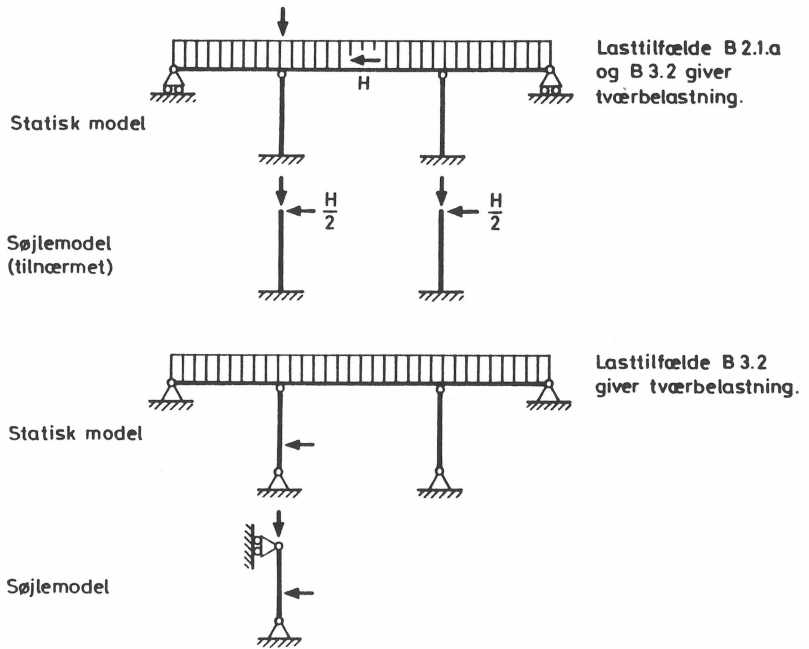 Lasttilfælde B 2.1.a
og B 3.2 giver
tværbelastning.
H
Statisk model
H
2
H
2
Søjlemodel
(tilnærmet)
Lasttilfælde B 3.2
giver tværbelastning.
Statisk model
Søjlemodel